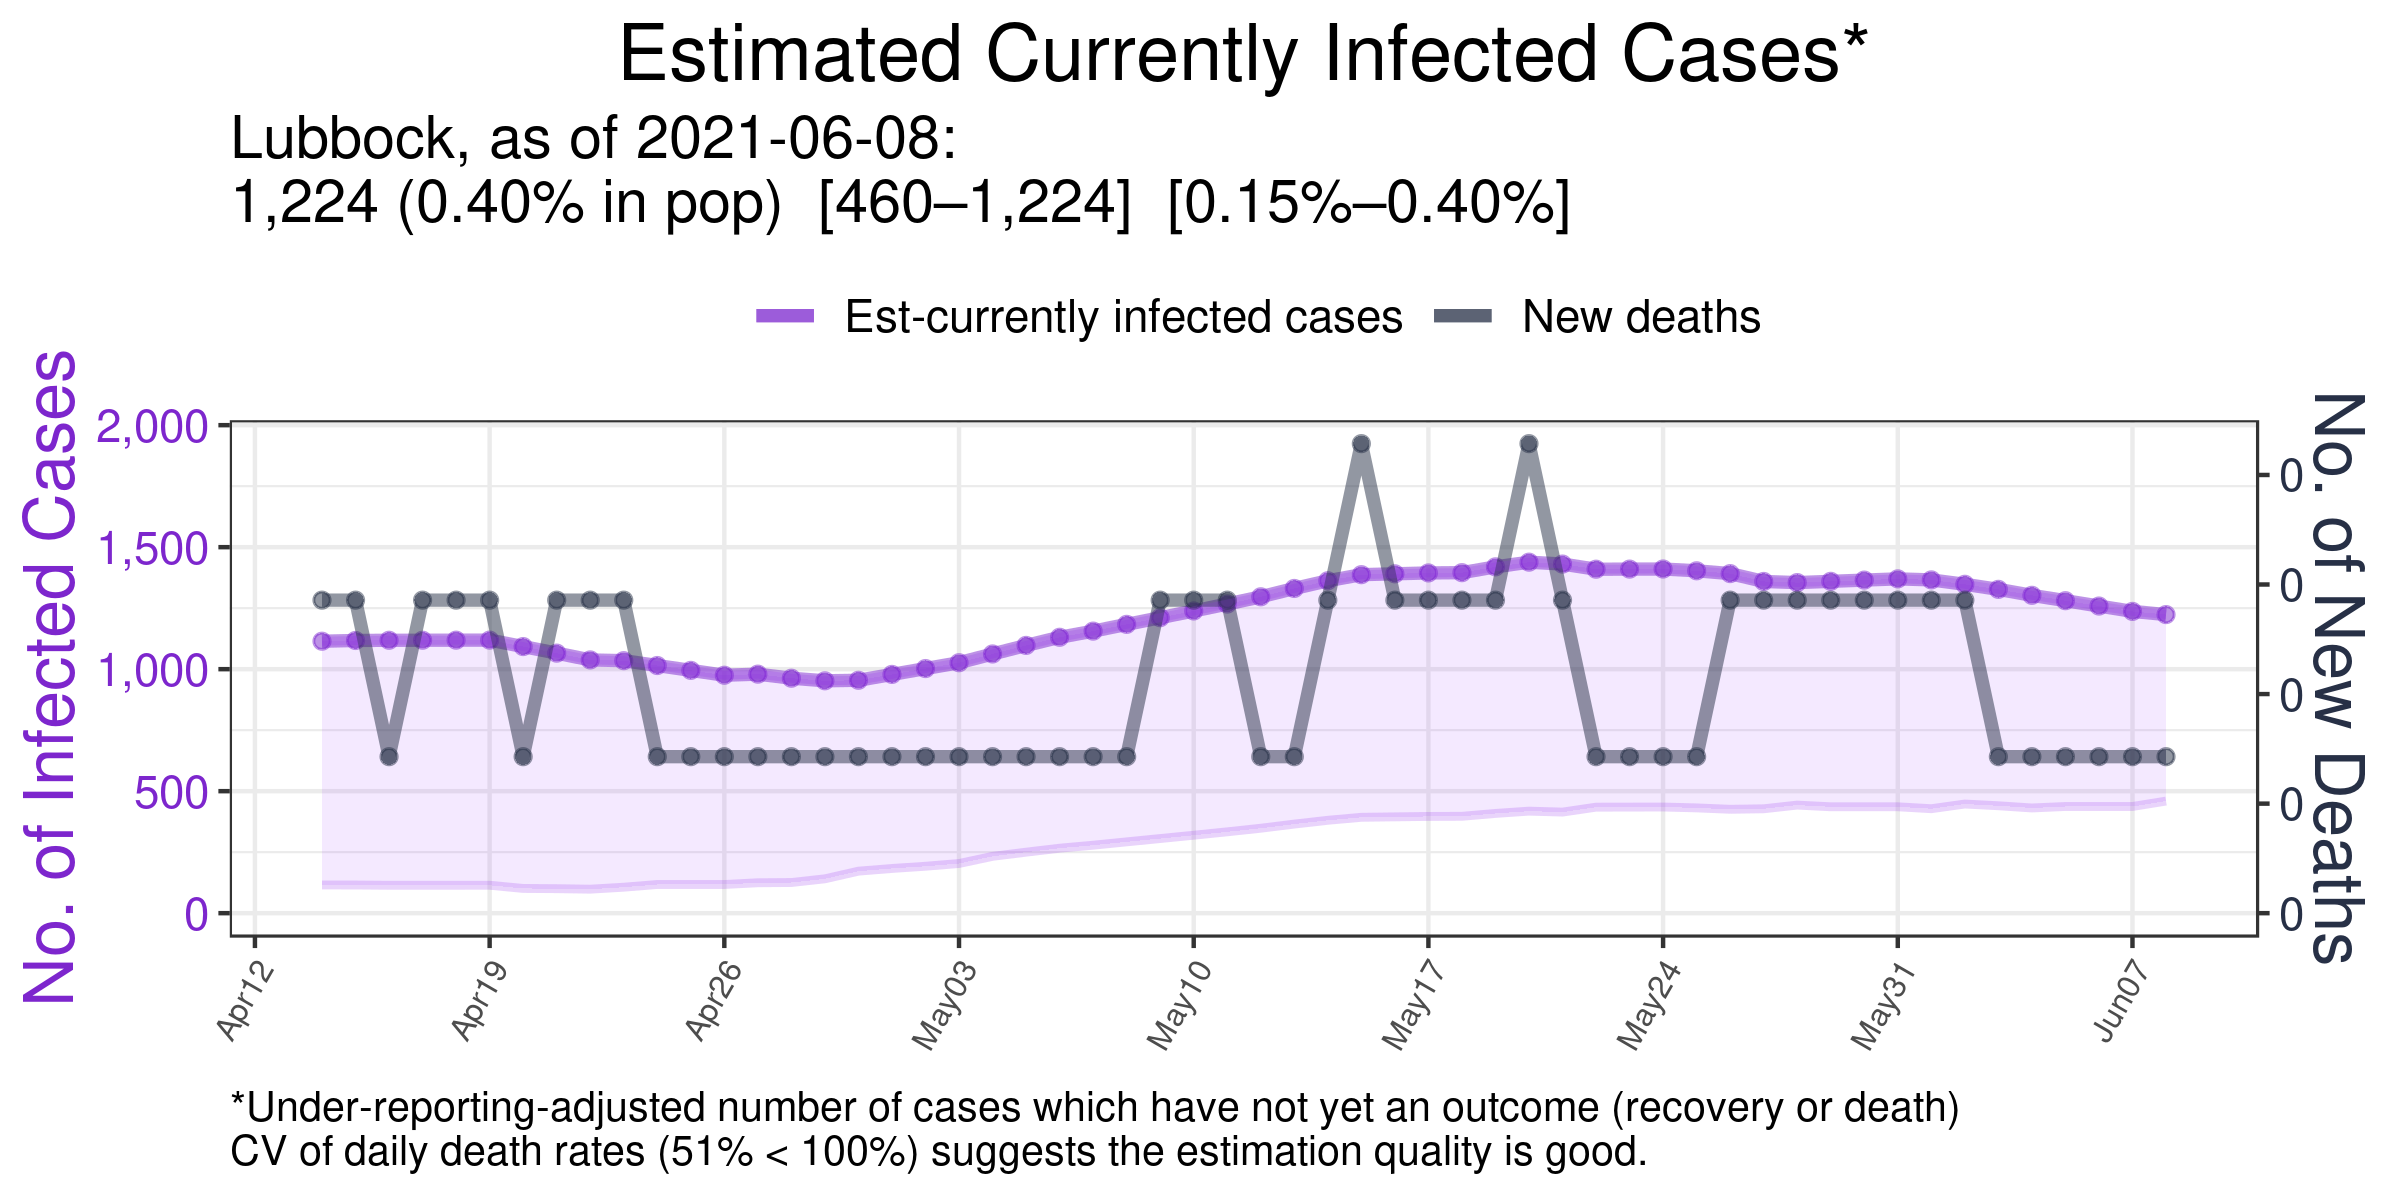 Estimated Currently Infected Cases*
Lubbock, as of 2021-06-08:
1,224 (0.40% in pop)  [460–1,224]  [0.15%–0.40%]
Est-currently infected cases
New deaths
No. of Infected Cases
2,000
1,500
1,000
500
0
0
0
0
0
0
No. of New Deaths
Apr12
Apr19
Apr26
May03
May10
May17
May24
May31
Jun07
*Under-reporting-adjusted number of cases which have not yet an outcome (recovery or death)
CV of daily death rates (51% < 100%) suggests the estimation quality is good.